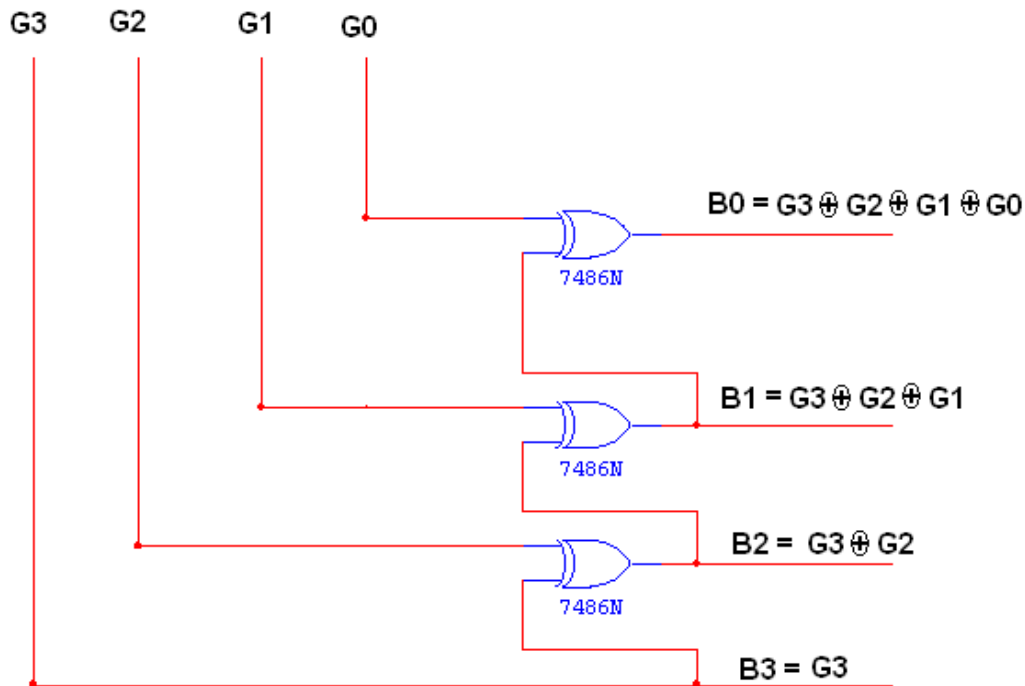 G3 G2 G1 G0
B0 = G3 ⊕ G2 ⊕ G1 ⊕ G0
7486N
B1 = G3 ⊕ G2 ⊕ G1
7486N
B2 = G3 ⊕ G2
7486N
B3 = G3